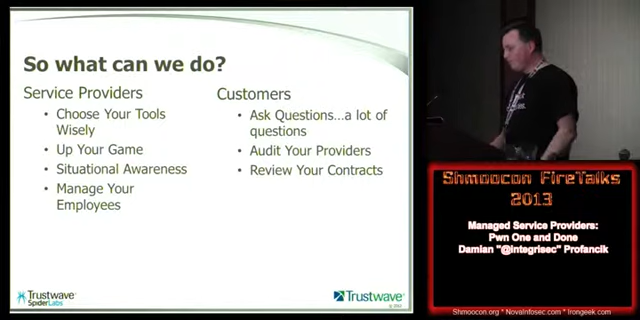 So what can we do?
Service Providers
• Choose Your Tools
Wisely
• Up Your Game
• Situational Awareness
• Manage Your
Employees
Customers
• Ask Questions...a lot of
questions
• Audit Your Providers
• Review Your Contracts
Trustwave
SpiderLabs
Trustwave
Shmoocon FireTalks
2013
Managed Service Providers:
Pwn One and Done
Damian "@integrisec" Profancik
Shmoocon.org * NovaInfosec.com * Irongeek.com